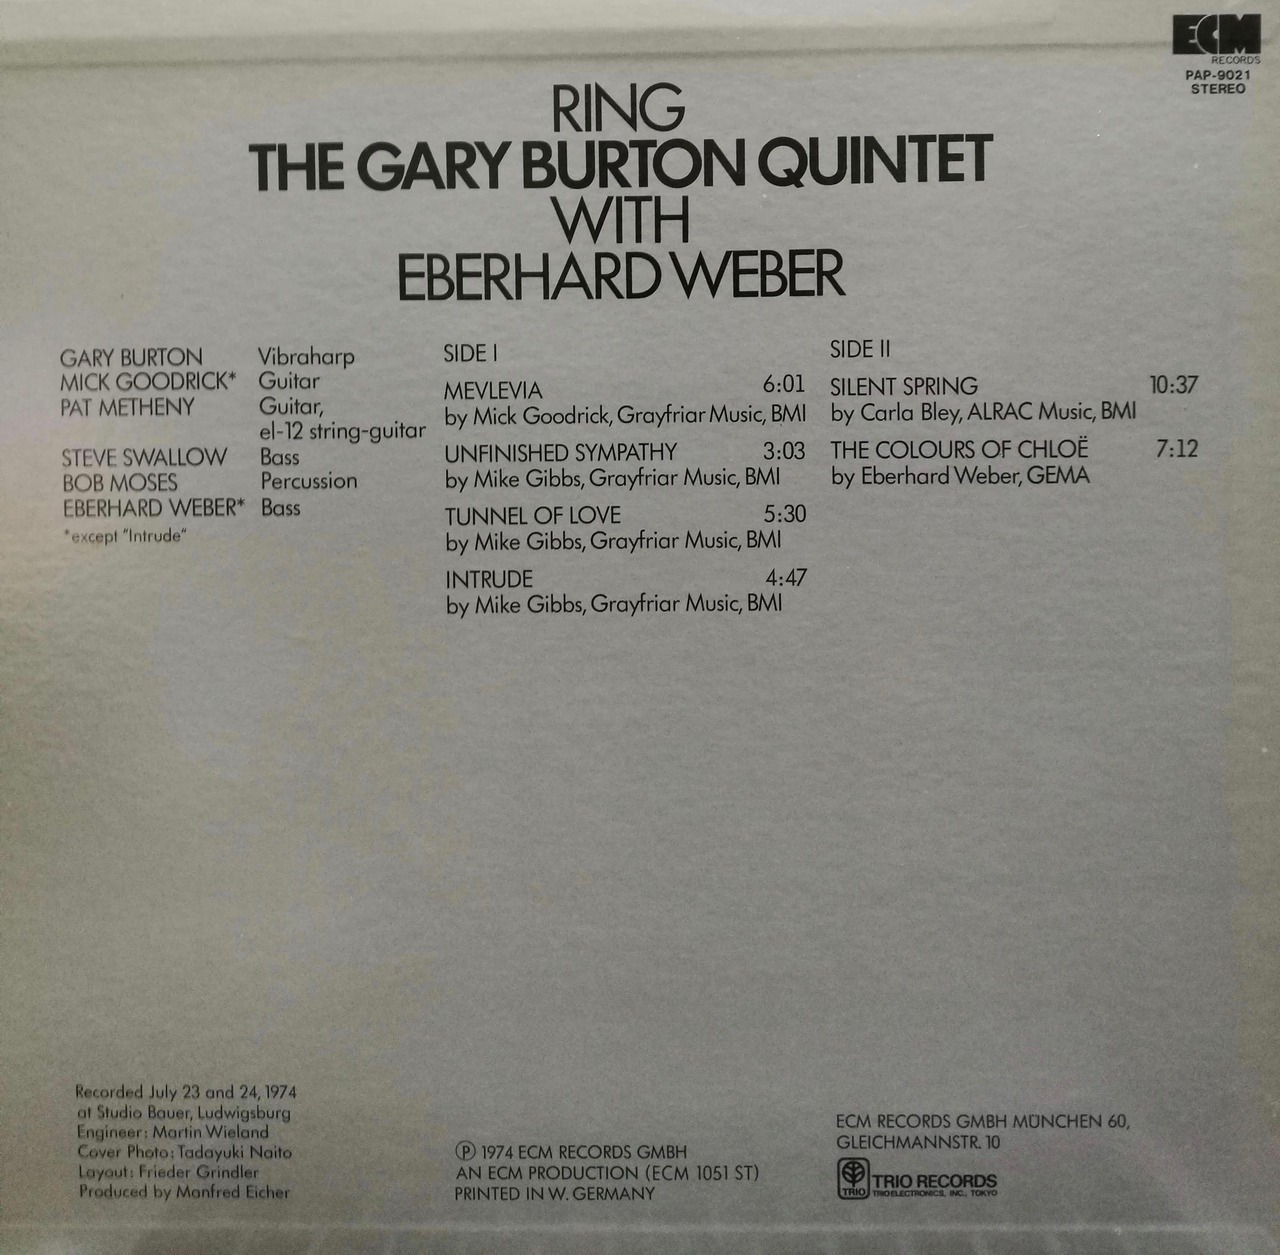 ECM
RECORDS
PAP-9021
STEREO
RING
THE GARY BURTON QUINTET
WITH
EBERHARD WEBER
GARY BURTON Vibraharp
MICK GOODRICK* Guitar
PAT METHENY Guitar,
el-12 string-guitar
STEVE SWALLOW Bass
BOB MOSES Percussion
EBERHARD WEBER* Bass
*except "Intrude"
SIDE I
MEVLEVIA 6:01
by Mick Goodrick, Grayfriar Music, BMI
UNFINISHED SYMPATHY 3:03
by Mike Gibbs, Grayfriar Music, BMI
TUNNEL OF LOVE 5:30
by Mike Gibbs, Grayfriar Music, BMI
INTRUDE 4:47
by Mike Gibbs, Grayfriar Music, BMI
SIDE II
SILENT SPRING 10:37
by Carla Bley, ALRAC Music, BMI
THE COLOURS OF CHLOË 7:12
by Eberhard Weber, GEMA
Recorded July 23 and 24, 1974
at Studio Bauer, Ludwigsburg
Engineer: Martin Wieland
Cover Photo: Tadayuki Naito
Layout: Frieder Grindler
Produced by Manfred Eicher
Ⓟ 1974 ECM RECORDS GMBH
AN ECM PRODUCTION (ECM 1051 ST)
PRINTED IN W. GERMANY
ECM RECORDS GMBH MÜNCHEN 60,
GLEICHMANNSTR. 10
TRIO
TRIO RECORDS
TRIO ELECTRONICS, INC., TOKYO